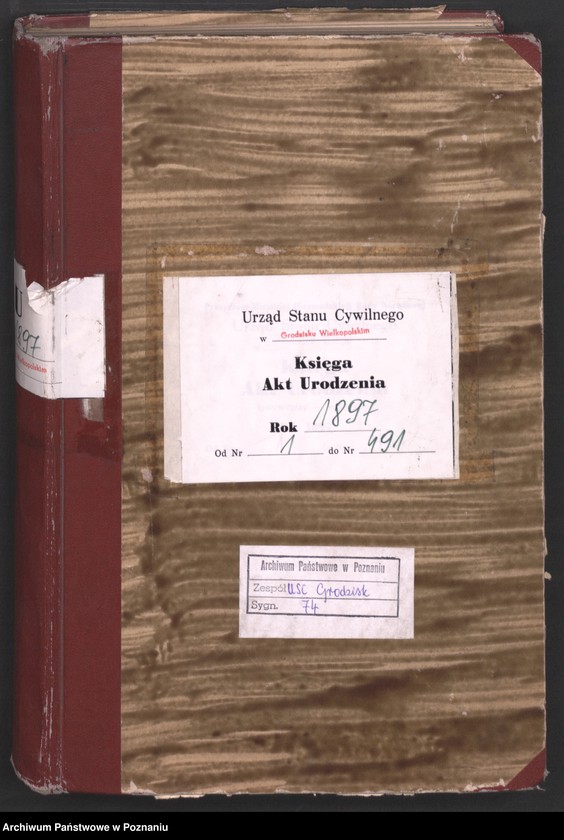 U
1897
Wielkopolskim
Urząd Stanu Cywilnego
w Grodzisku Wielkopolskim
Księga
Akt Urodzenia
Rok 1897
Od Nr 1 do Nr 491
Archiwum Państwowe w Poznaniu
Zespół USC Grodzisk
Sygn. 74
Archiwum Państwowe w Poznaniu